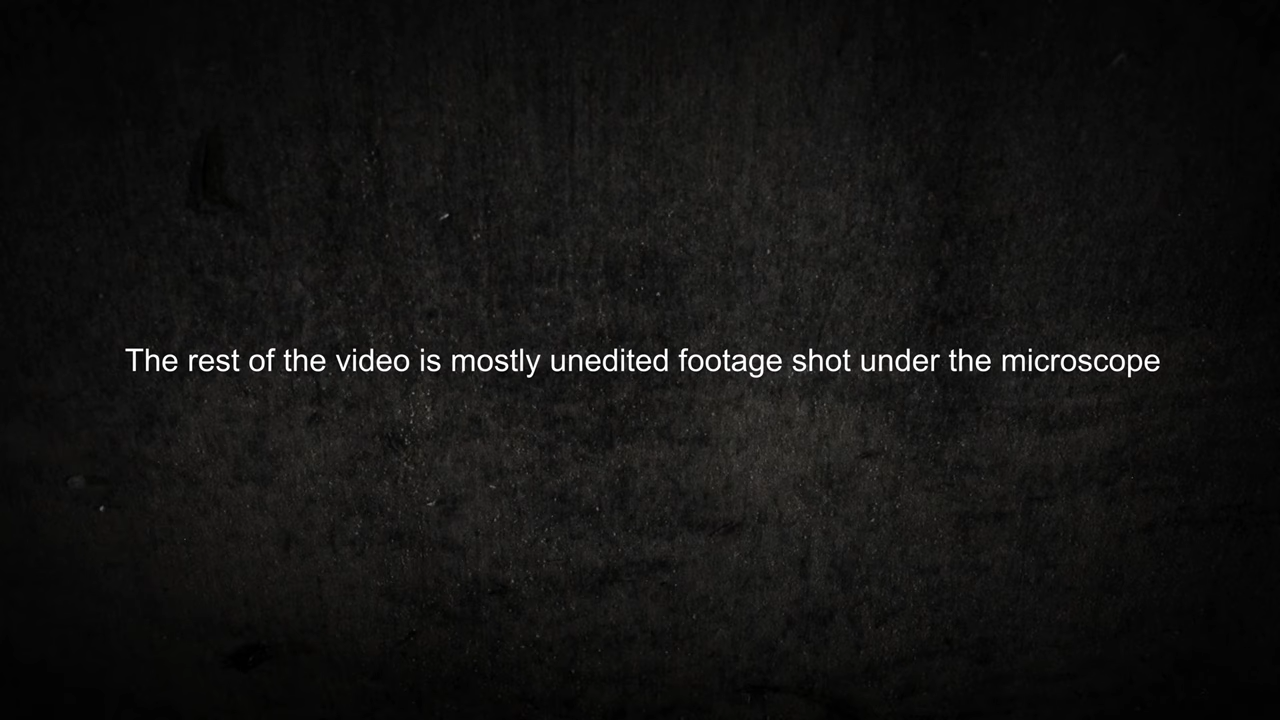 The rest of the video is mostly unedited footage shot under the microscope